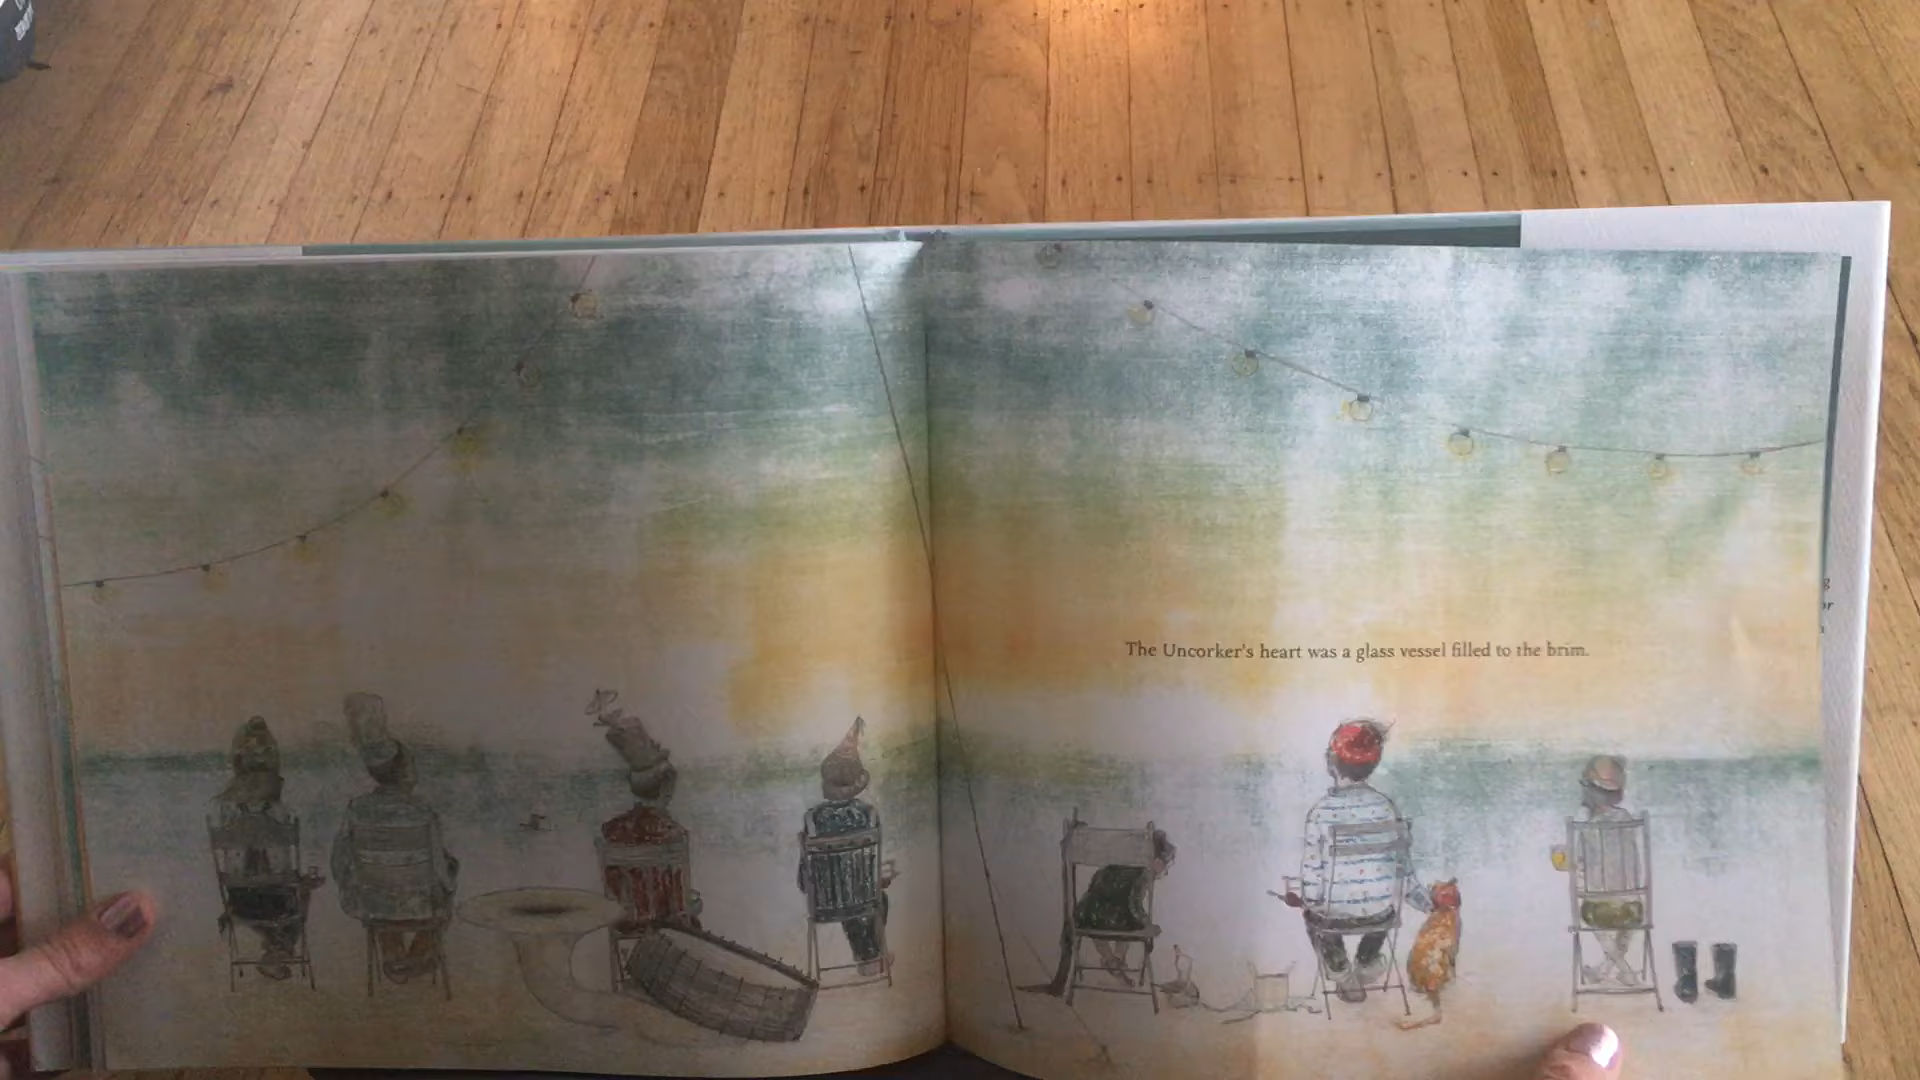 The Uncorker's heart was a glass vessel filled to the brim.